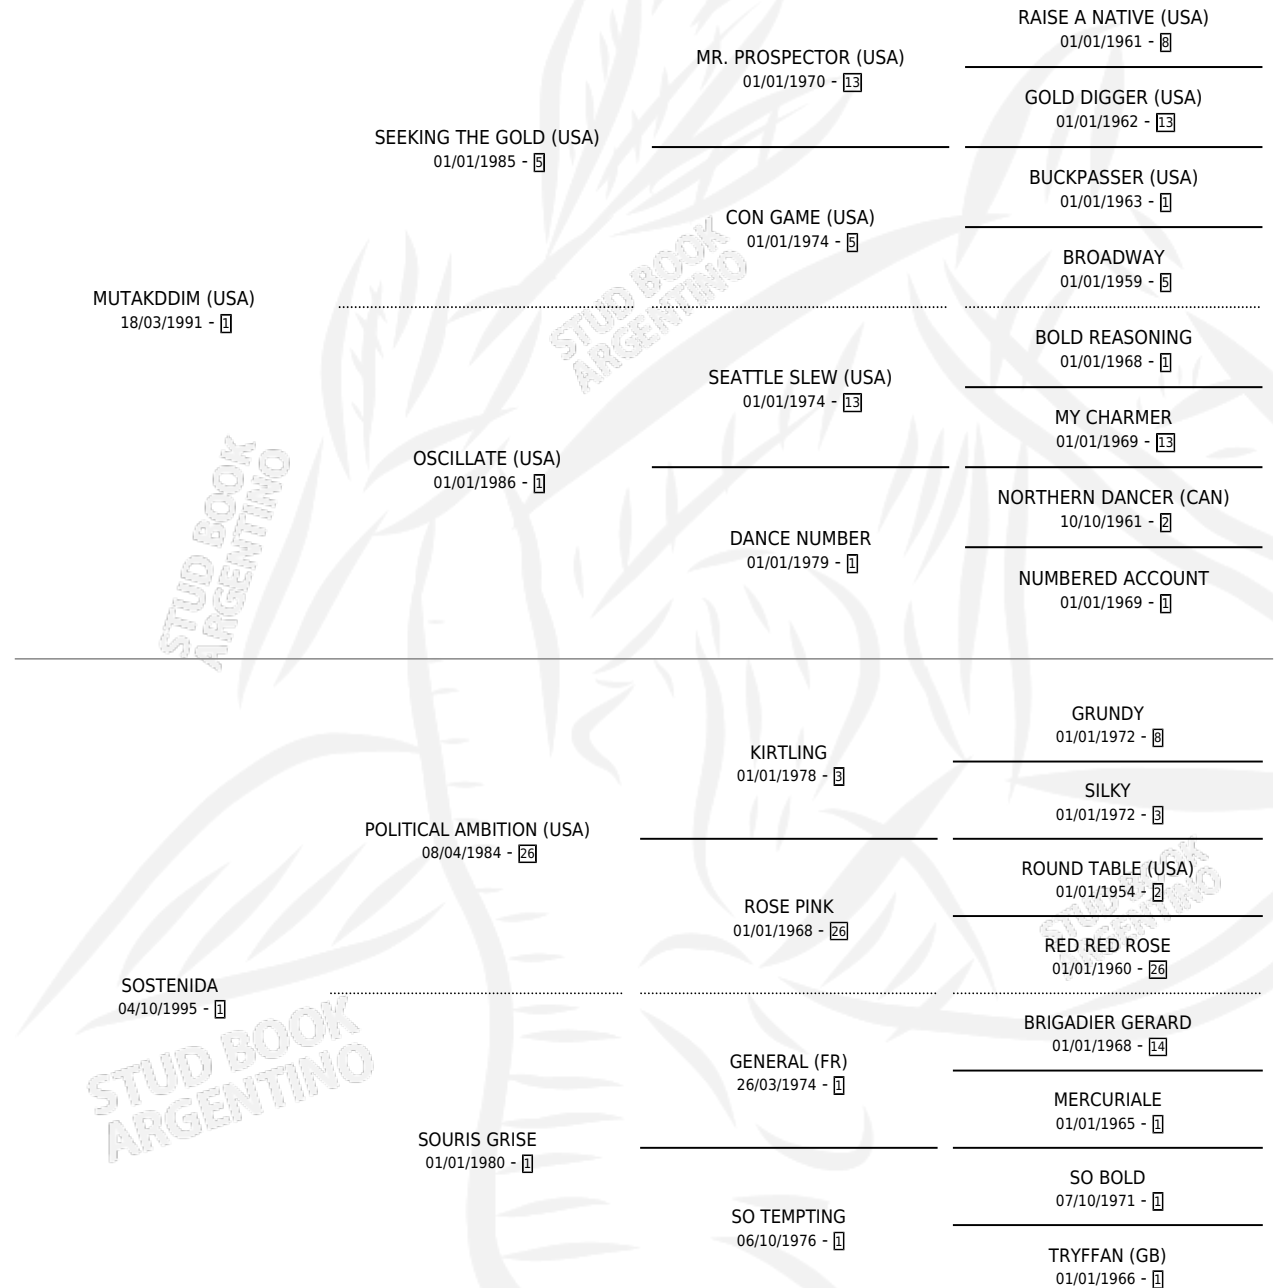 RAISE A NATIVE (USA)
01/01/1961 - 8
MR. PROSPECTOR (USA)
01/01/1970 - 13
GOLD DIGGER (USA)
01/01/1962 - 13
SEEKING THE GOLD (USA)
01/01/1985 - 5
BUCKPASSER (USA)
01/01/1963 - 1
CON GAME (USA)
01/01/1974 - 5
BROADWAY
01/01/1959 - 5
MUTAKDDIM (USA)
18/03/1991 - 1
BOLD REASONING
01/01/1968 - 1
SEATTLE SLEW (USA)
01/01/1974 - 13
MY CHARMER
01/01/1969 - 13
OSCILLATE (USA)
01/01/1986 - 1
NORTHERN DANCER (CAN)
10/10/1961 - 2
DANCE NUMBER
01/01/1979 - 1
NUMBERED ACCOUNT
01/01/1969 - 1
GRUNDY
01/01/1972 - 8
KIRTLING
01/01/1978 - 3
SILKY
01/01/1972 - 3
POLITICAL AMBITION (USA)
08/04/1984 - 26
ROUND TABLE (USA)
01/01/1954 - 2
ROSE PINK
01/01/1968 - 26
RED RED ROSE
01/01/1960 - 26
SOSTENIDA
04/10/1995 - 1
BRIGADIER GERARD
01/01/1968 - 14
GENERAL (FR)
26/03/1974 - 1
MERCURIALE
01/01/1965 - 1
SOURIS GRISE
01/01/1980 - 1
SO BOLD
07/10/1971 - 1
SO TEMPTING
06/10/1976 - 1
TRYFFAN (GB)
01/01/1966 - 1
STUD BOOK
ARGENTINO
STUD BOOK
ARGENTINO
STUD BOOK
ARGENTINO
STUD BOOK
ARGENTINO